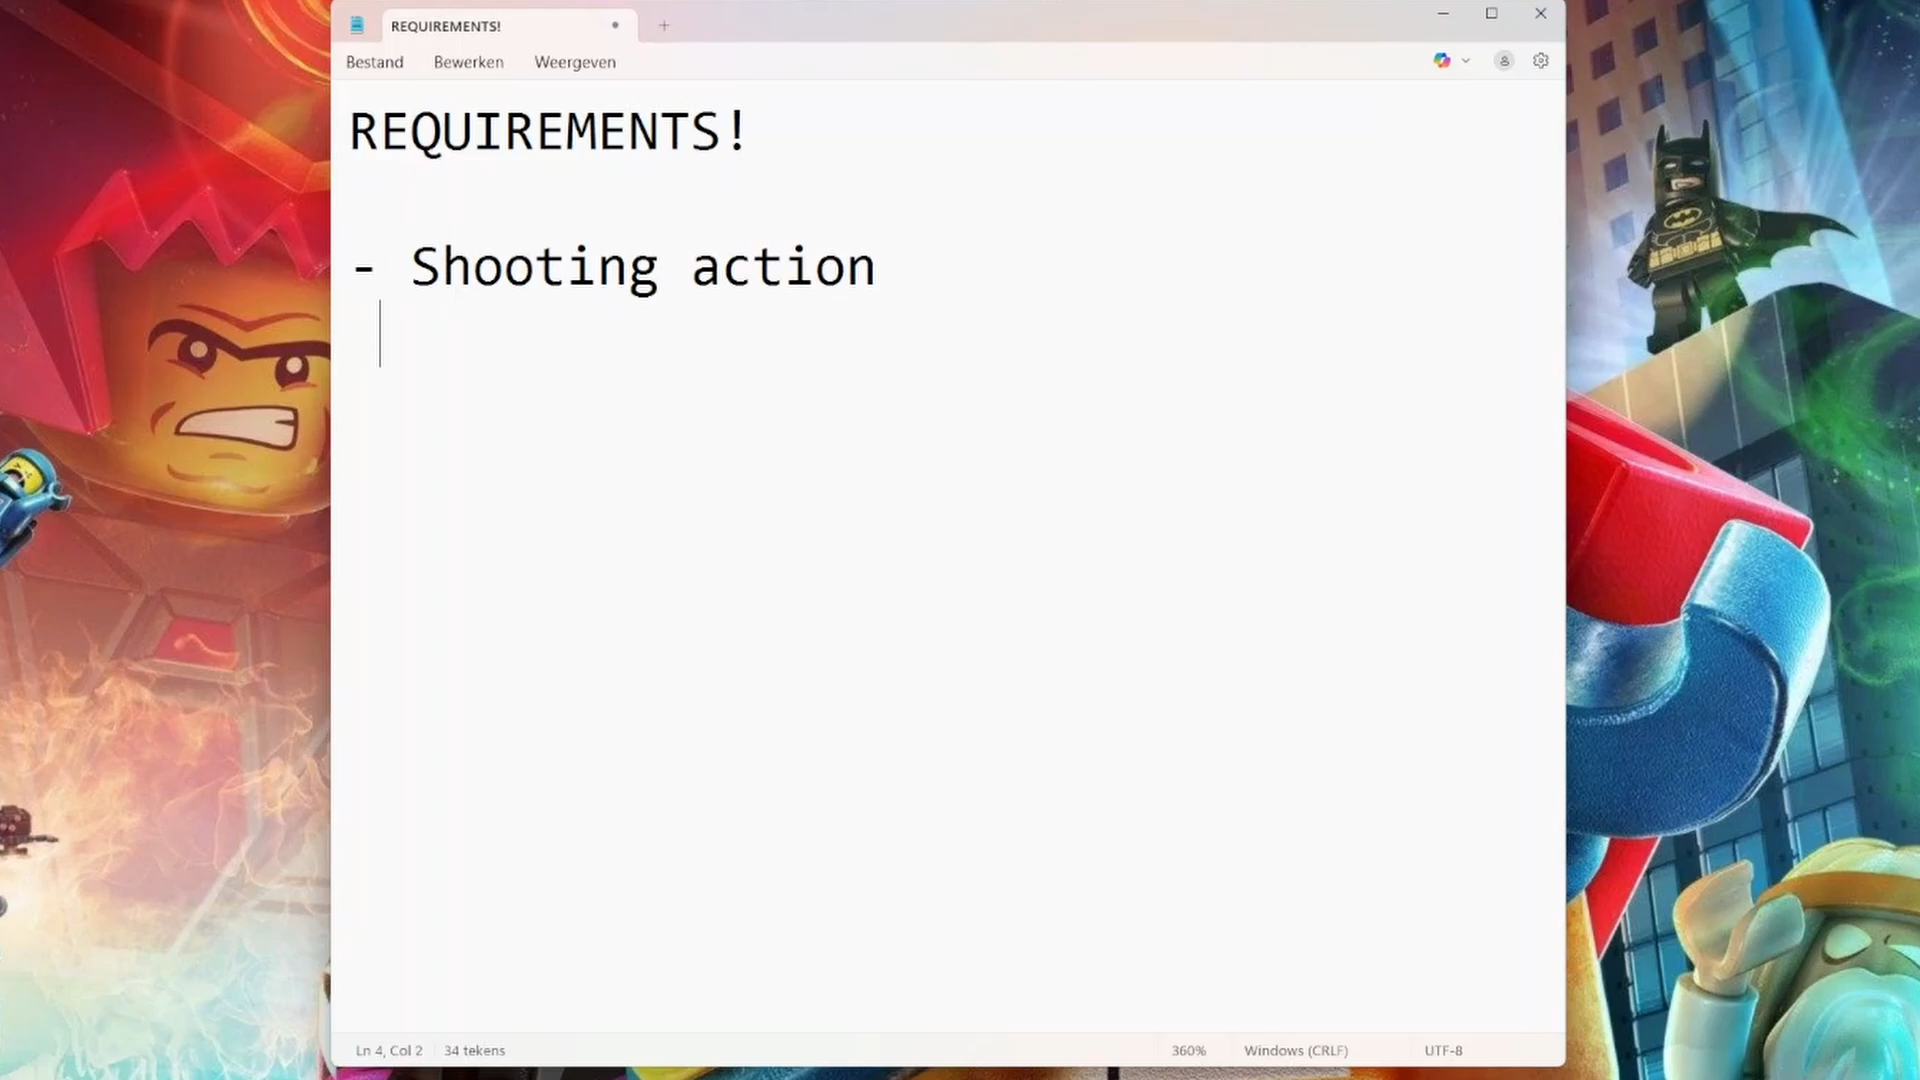 REQUIREMENTS!
Bestand Bewerken Weergeven
REQUIREMENTS!
- Shooting action
Ln 4, Col 2 34 tekens 360% Windows (CRLF) UTF-8